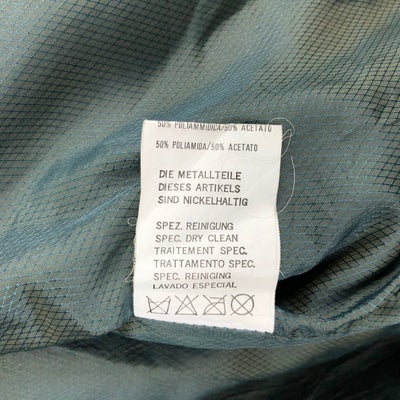 50% POLIAMMIDICA/50% ACETATO
50% POLIAMIDA/50% ACETATO
DIE METALLTEILE
DIESES ARTIKELS
SIND NICKELHALTIG
SPEZ. REINIGUNG
SPEC. DRY CLEAN
TRAITEMENT SPEC.
TRATTAMENTO SPEC.
SPEC. REINIGING
LAVADO ESPECIAL